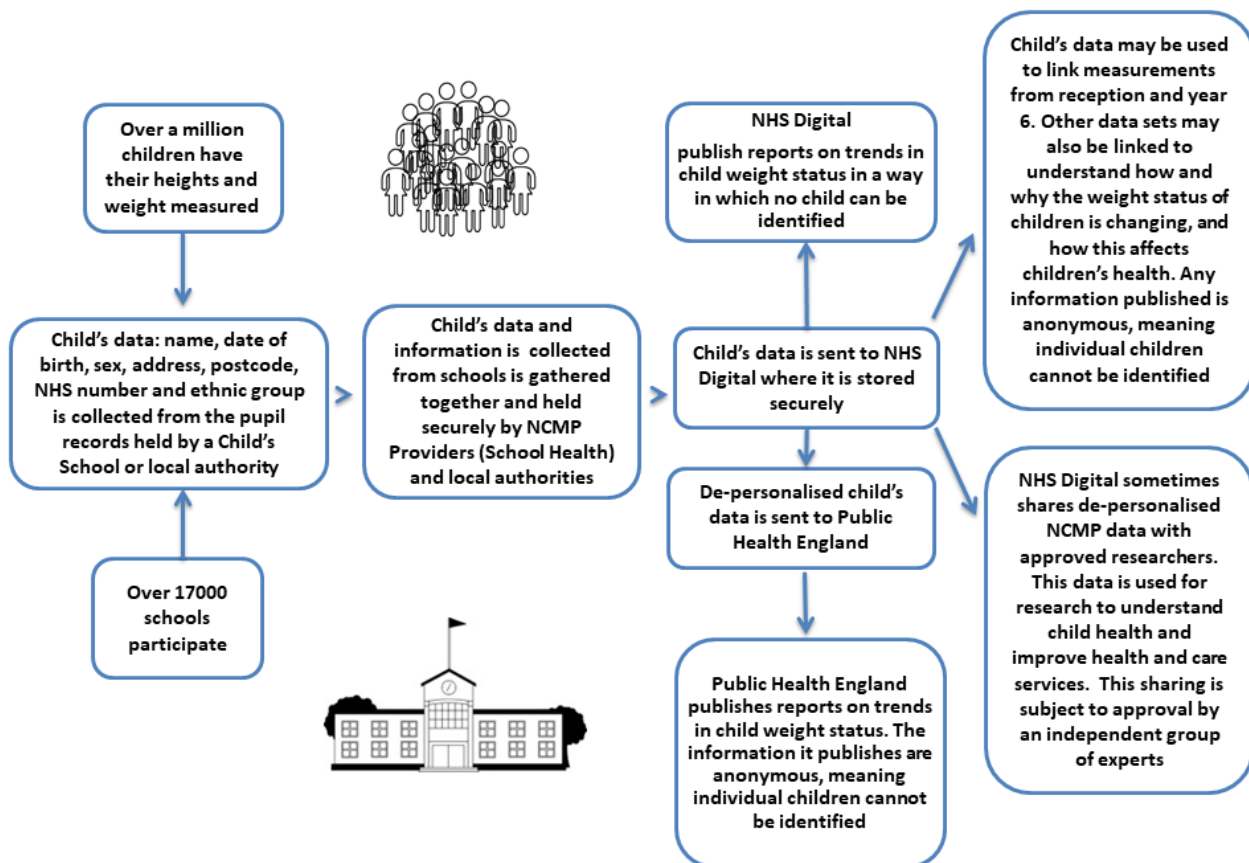 Over a million
children have
their heights and
weight measured
Child’s data: name, date of
birth, sex, address, postcode,
NHS number and ethnic group
is collected from the pupil
records held by a Child’s
School or local authority
Over 17000
schools
participate
Child’s data and
information is collected
from schools is gathered
together and held
securely by NCMP
Providers (School Health)
and local authorities
NHS Digital
publish reports on trends in
child weight status in a way
in which no child can be
identified
Child’s data is sent to NHS
Digital where it is stored
securely
De-personalised child’s
data is sent to Public
Health England
Public Health England
publishes reports on trends
in child weight status. The
information it publishes are
anonymous, meaning
individual children cannot
be identified
Child’s data may be used
to link measurements
from reception and year
6. Other data sets may
also be linked to
understand how and
why the weight status of
children is changing, and
how this affects
children’s health. Any
information published is
anonymous, meaning
individual children
cannot be identified
NHS Digital sometimes
shares de-personalised
NCMP data with
approved researchers.
This data is used for
research to understand
child health and
improve health and care
services. This sharing is
subject to approval by
an independent group
of experts